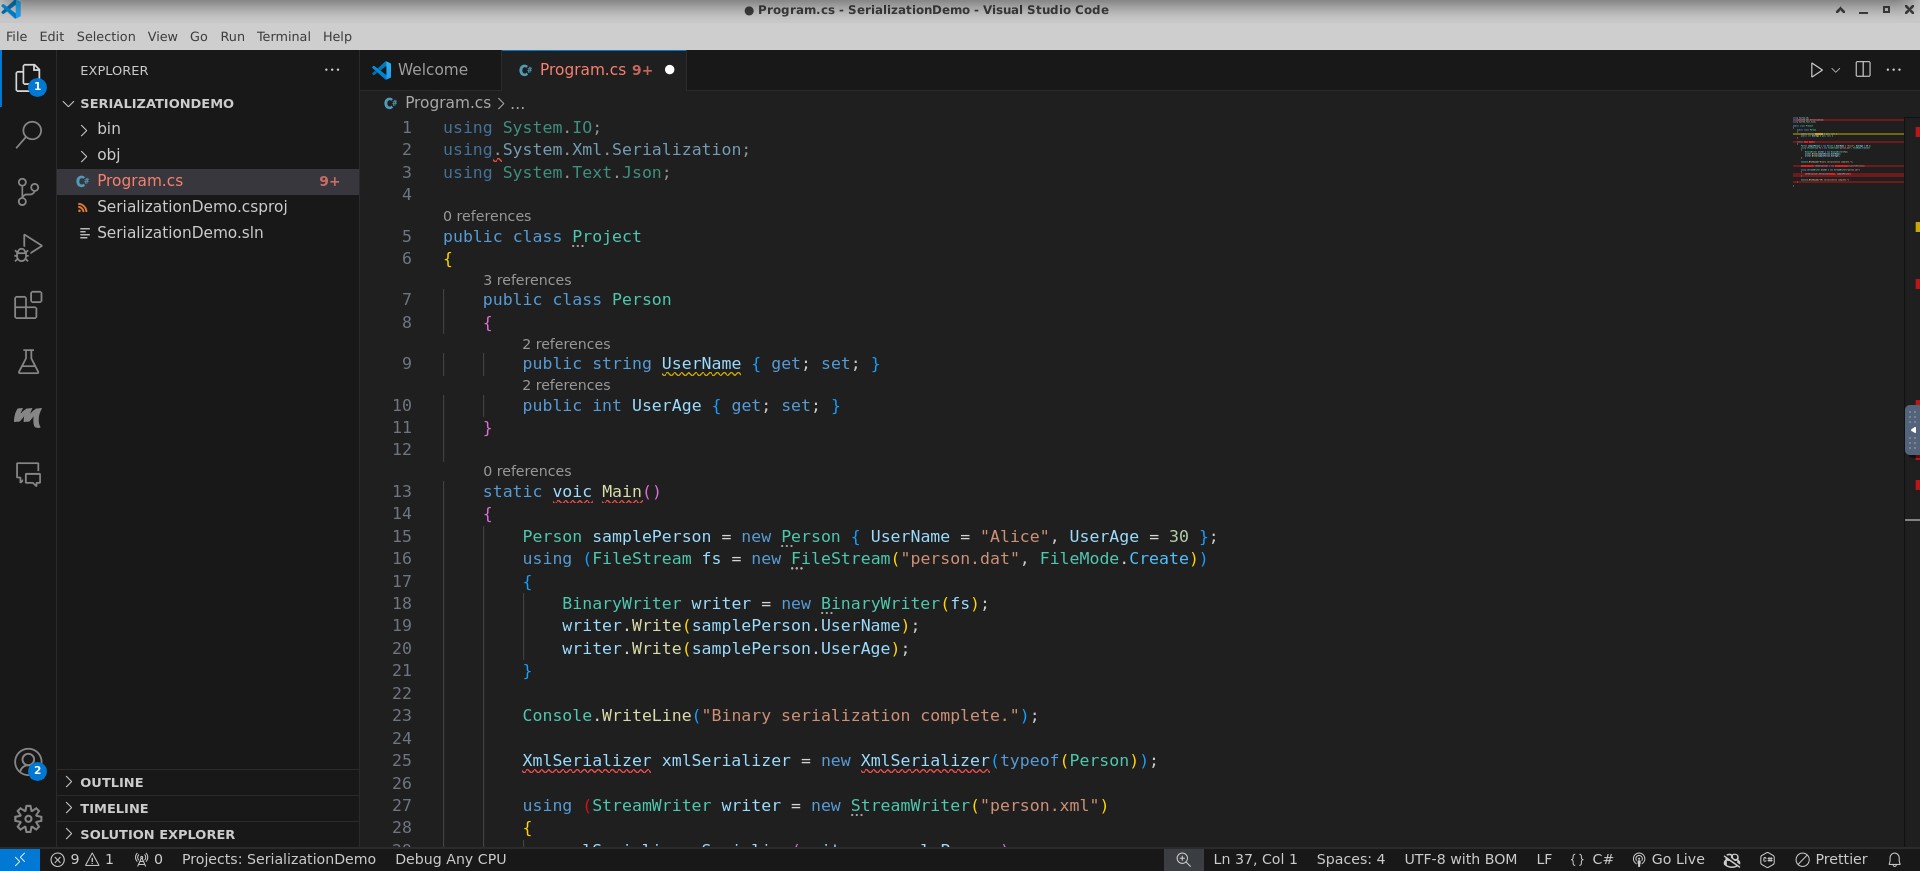 Program.cs - SerializationDemo - Visual Studio Code
File Edit Selection View Go Run Terminal Help
EXPLORER
SERIALIZATIONDEMO
bin
obj
Program.cs 9+
SerializationDemo.csproj
SerializationDemo.sln
OUTLINE
TIMELINE
SOLUTION EXPLORER
1
2
Welcome
Program.cs 9+
Program.cs > ...
1 using System.IO;
2 using.System.Xml.Serialization;
3 using System.Text.Json;
4
0 references
5 public class Project
6 {
3 references
7 public class Person
8 {
2 references
9 public string UserName { get; set; }
2 references
10 public int UserAge { get; set; }
11 }
12
0 references
13 static voic Main()
14 {
15 Person samplePerson = new Person { UserName = "Alice", UserAge = 30 };
16 using (FileStream fs = new FileStream("person.dat", FileMode.Create))
17 {
18 BinaryWriter writer = new BinaryWriter(fs);
19 writer.Write(samplePerson.UserName);
20 writer.Write(samplePerson.UserAge);
21 }
22
23 Console.WriteLine("Binary serialization complete.");
24
25 XmlSerializer xmlSerializer = new XmlSerializer(typeof(Person));
26
27 using (StreamWriter writer = new StreamWriter("person.xml")
28 {
9 1 0 Projects: SerializationDemo Debug Any CPU Ln 37, Col 1 Spaces: 4 UTF-8 with BOM LF {} C# Go Live Prettier